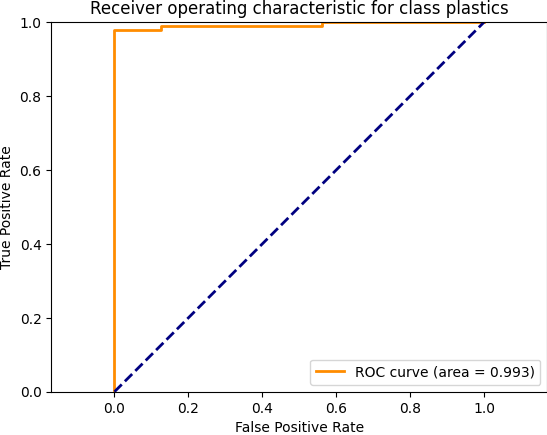 Receiver operating characteristic for class plastics
True Positive Rate
1.0
0.8
0.6
0.4
0.2
0.0
ROC curve (area = 0.993)
0.0 0.2 0.4 0.6 0.8 1.0
False Positive Rate